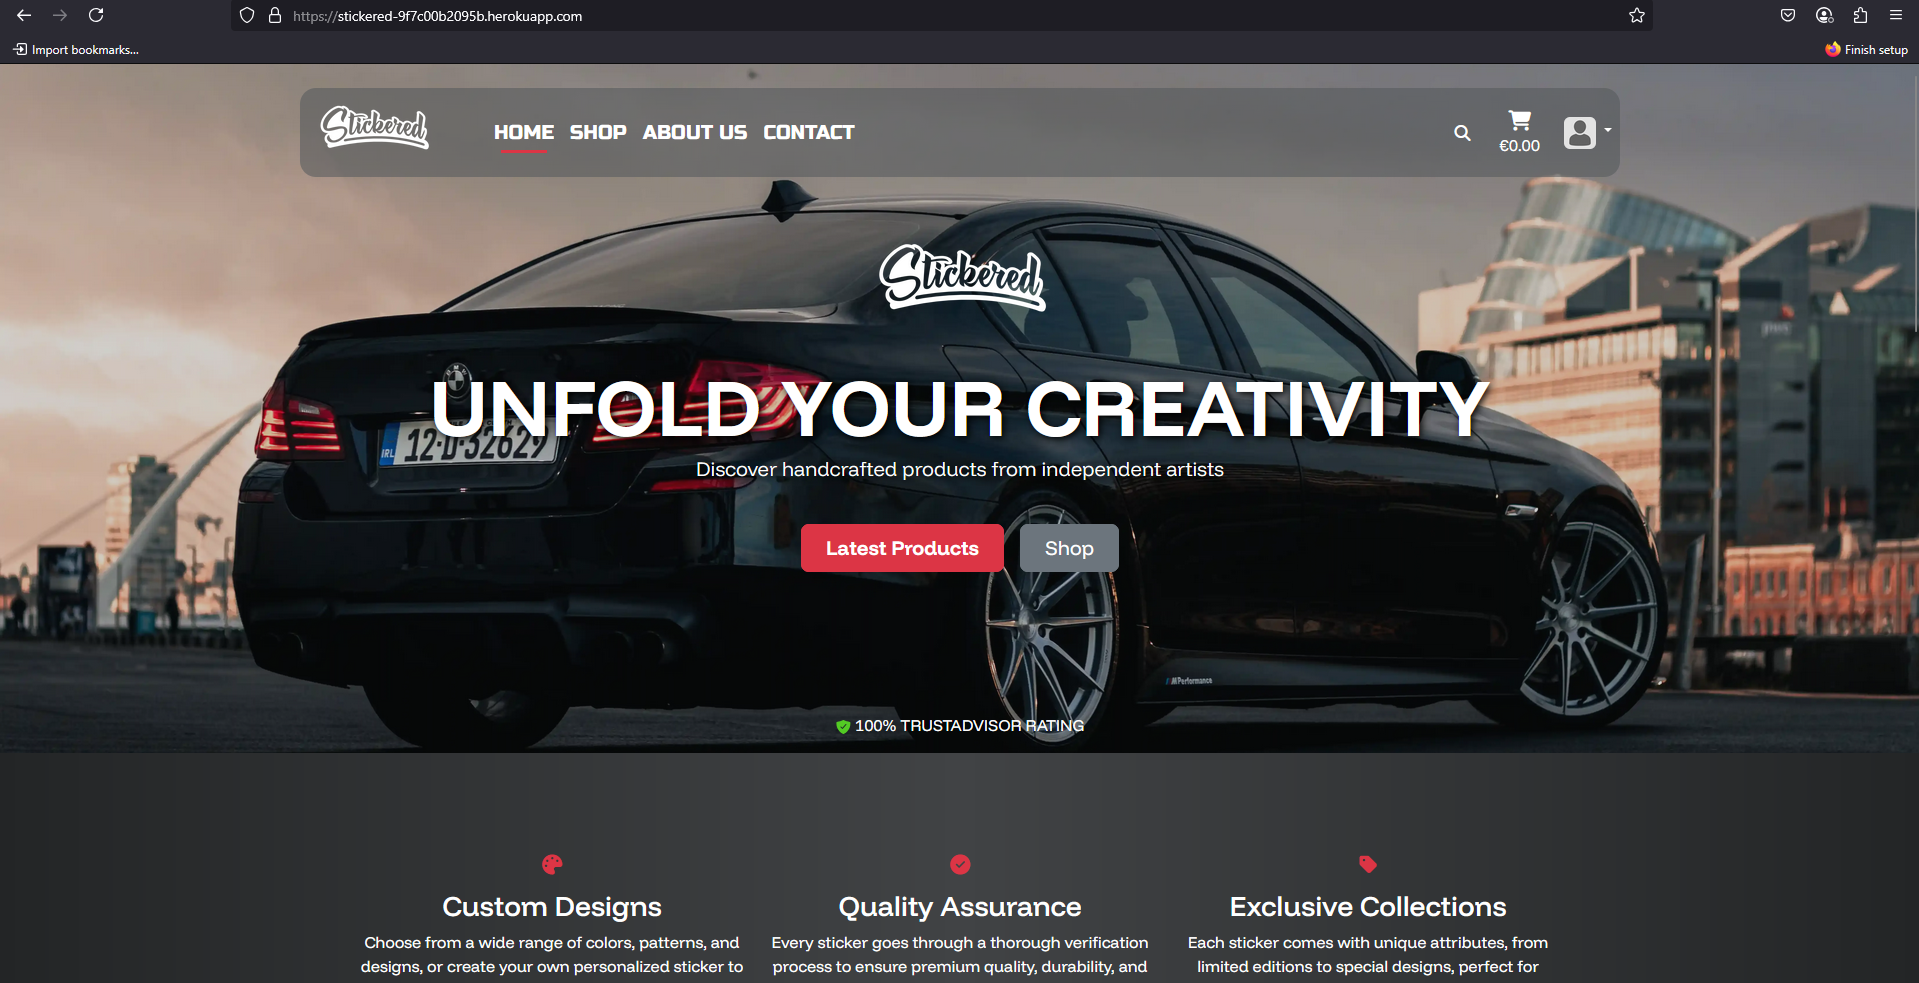 https://stickered-9f7c00b2095b.herokuapp.com
Import bookmarks...
Finish setup
Stickered
HOME SHOP ABOUT US CONTACT
€0.00
Stickered
BMW
UNFOLD YOUR CREATIVITY
IRL 12-D-32629
Discover handcrafted products from independent artists
Latest Products
Shop
M Performance
100% TRUSTADVISOR RATING
Custom Designs
Choose from a wide range of colors, patterns, and
designs, or create your own personalized sticker to
Quality Assurance
Every sticker goes through a thorough verification
process to ensure premium quality, durability, and
Exclusive Collections
Each sticker comes with unique attributes, from
limited editions to special designs, perfect for